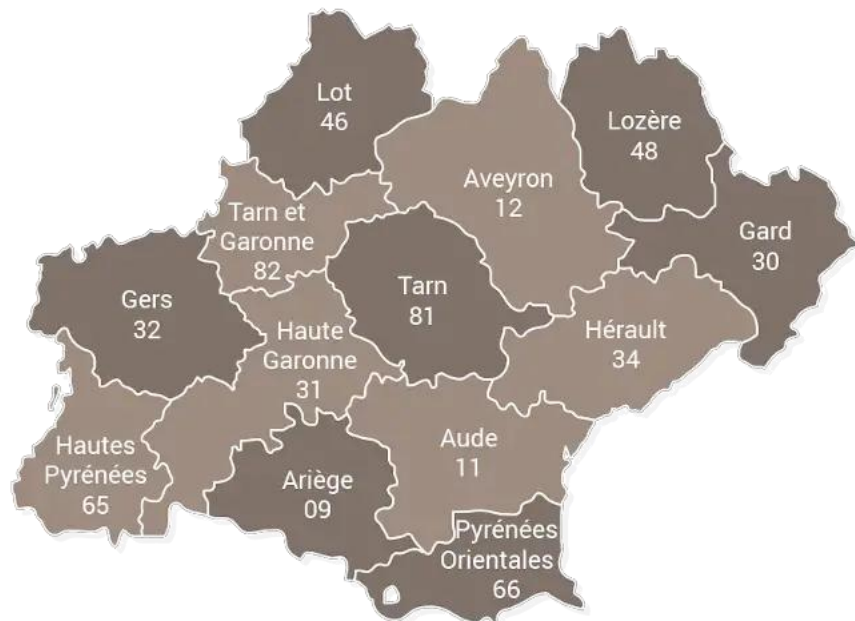 Lot
46
Lozère
48
Aveyron
12
Tarn et
Garonne
82
Gard
30
Gers
32
Tarn
81
Haute
Garonne
31
Hérault
34
Hautes
Pyrénées
65
Aude
11
Ariège
09
Pyrénées
Orientales
66